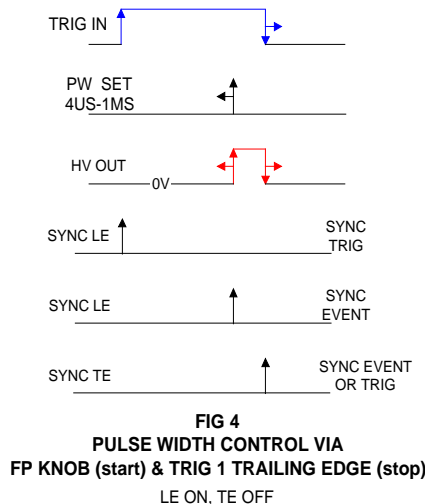 TRIG IN
PW SET
4US-1MS
HV OUT
0V
SYNC LE
SYNC
TRIG
SYNC LE
SYNC
EVENT
SYNC TE
SYNC EVENT
OR TRIG
FIG 4
PULSE WIDTH CONTROL VIA
FP KNOB (start) & TRIG 1 TRAILING EDGE (stop)
LE ON, TE OFF